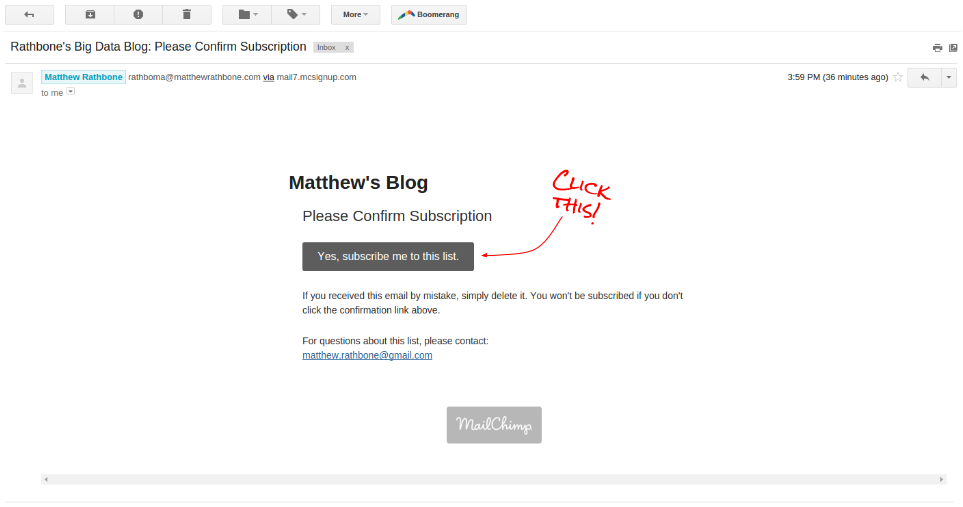 More
Boomerang
Rathbone's Big Data Blog: Please Confirm Subscription Inbox x
Matthew Rathbone rathboma@matthewrathbone.com via mail7.mcsignup.com 3:59 PM (36 minutes ago)
to me
Matthew's Blog
CLICK
THIS!
Please Confirm Subscription
Yes, subscribe me to this list.
If you received this email by mistake, simply delete it. You won't be subscribed if you don't
click the confirmation link above.
For questions about this list, please contact:
matthew.rathbone@gmail.com
MailChimp